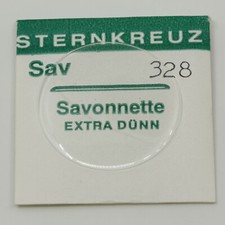 STERNKREUZ
Sav 328
Savonnette
EXTRA DÜNN